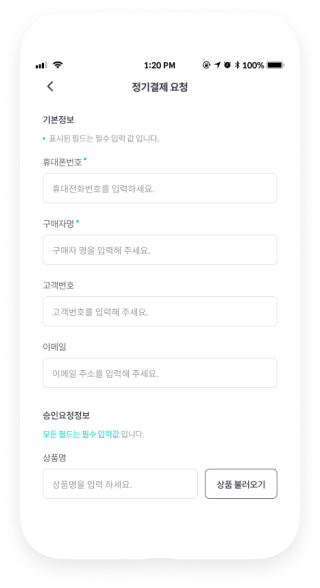 1:20 PM 100%
정기결제 요청
기본정보
• 표시된 필드는 필수 입력 값 입니다.
휴대폰번호 •
휴대전화번호를 입력하세요.
구매자명 •
구매자 명을 입력해 주세요.
고객번호
고객번호를 입력해 주세요.
이메일
이메일 주소를 입력해 주세요.
승인요청정보
모든 필드는 필수 입력값 입니다.
상품명
상품명을 입력 하세요. 상품 불러오기